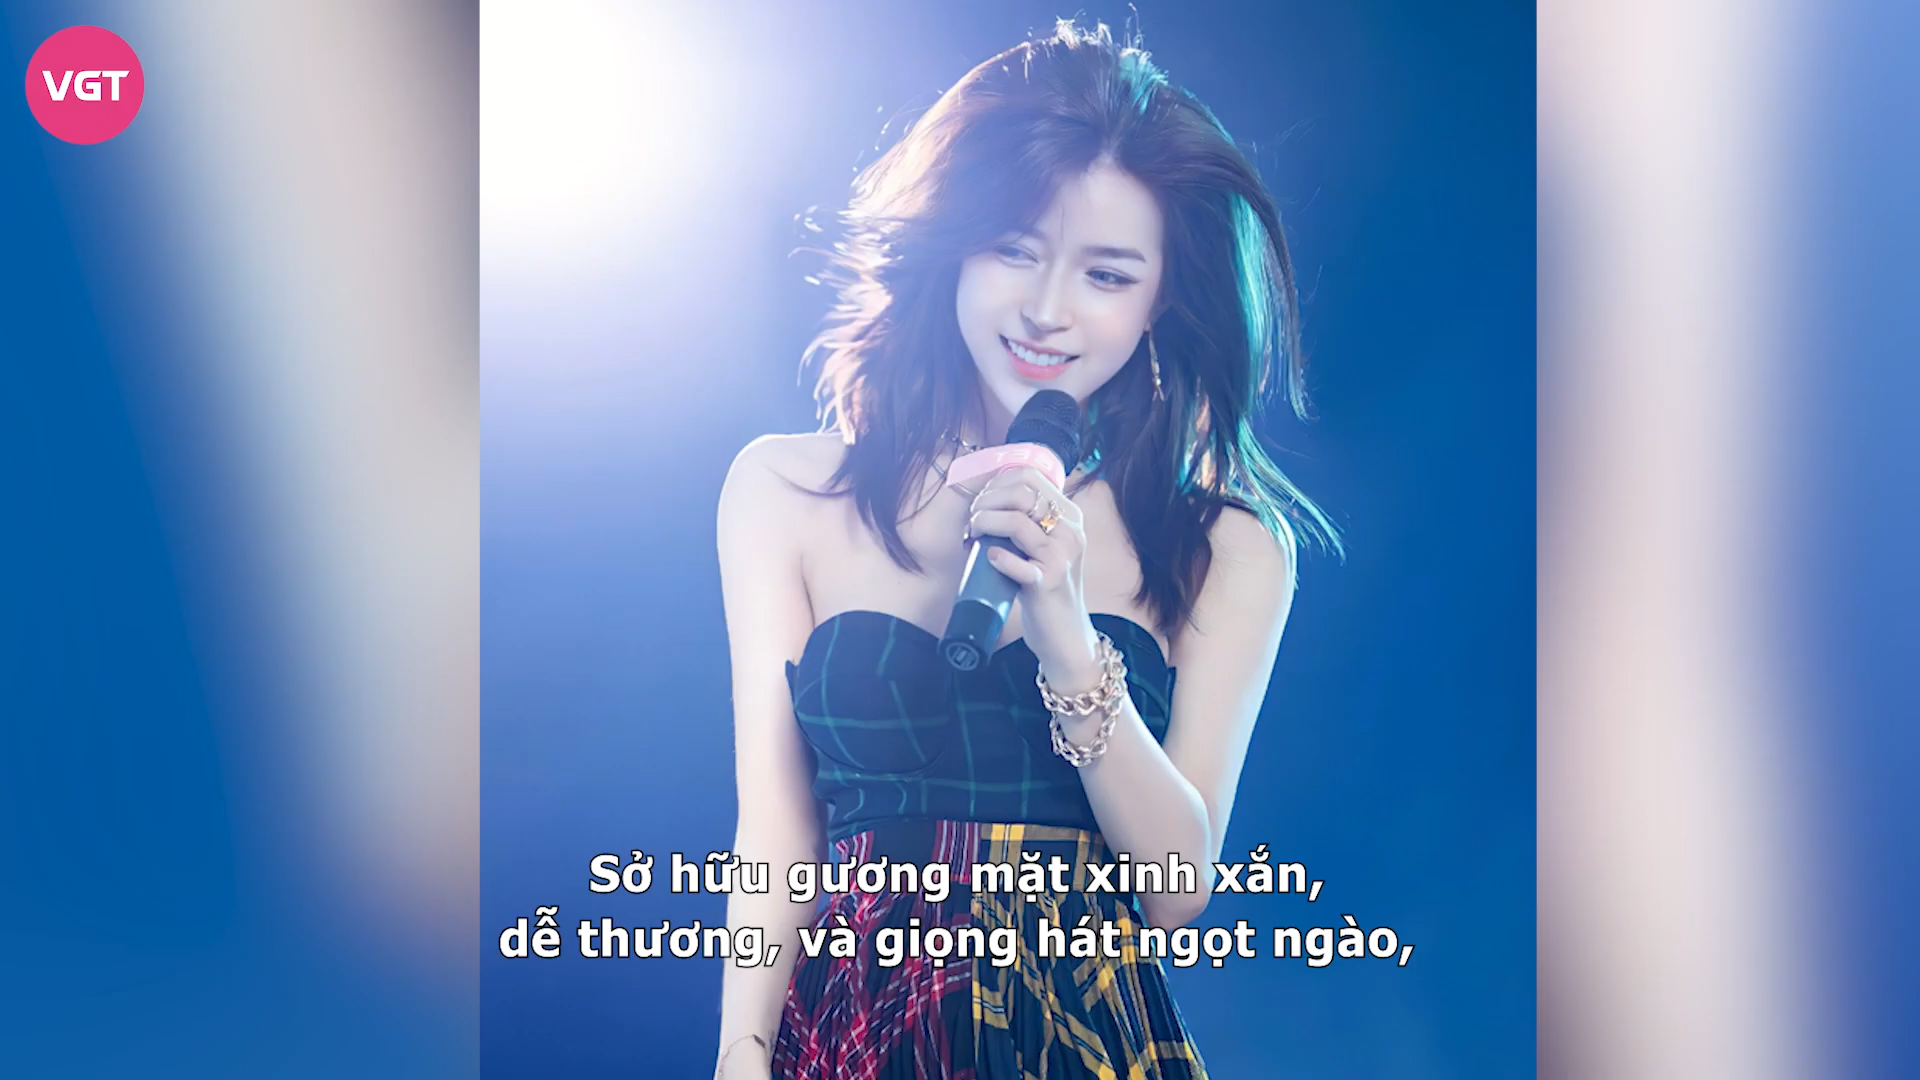 VGT
Sở hữu gương mặt xinh xắn,
dễ thương, và giọng hát ngọt ngào,